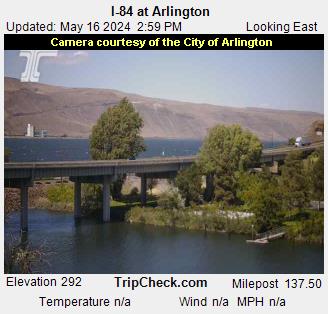 I-84 at Arlington
Updated: May 16 2024 2:59 PM Looking East
Camera courtesy of the City of Arlington
Elevation 292 TripCheck.com Milepost 137.50
Temperature n/a Wind n/a MPH n/a